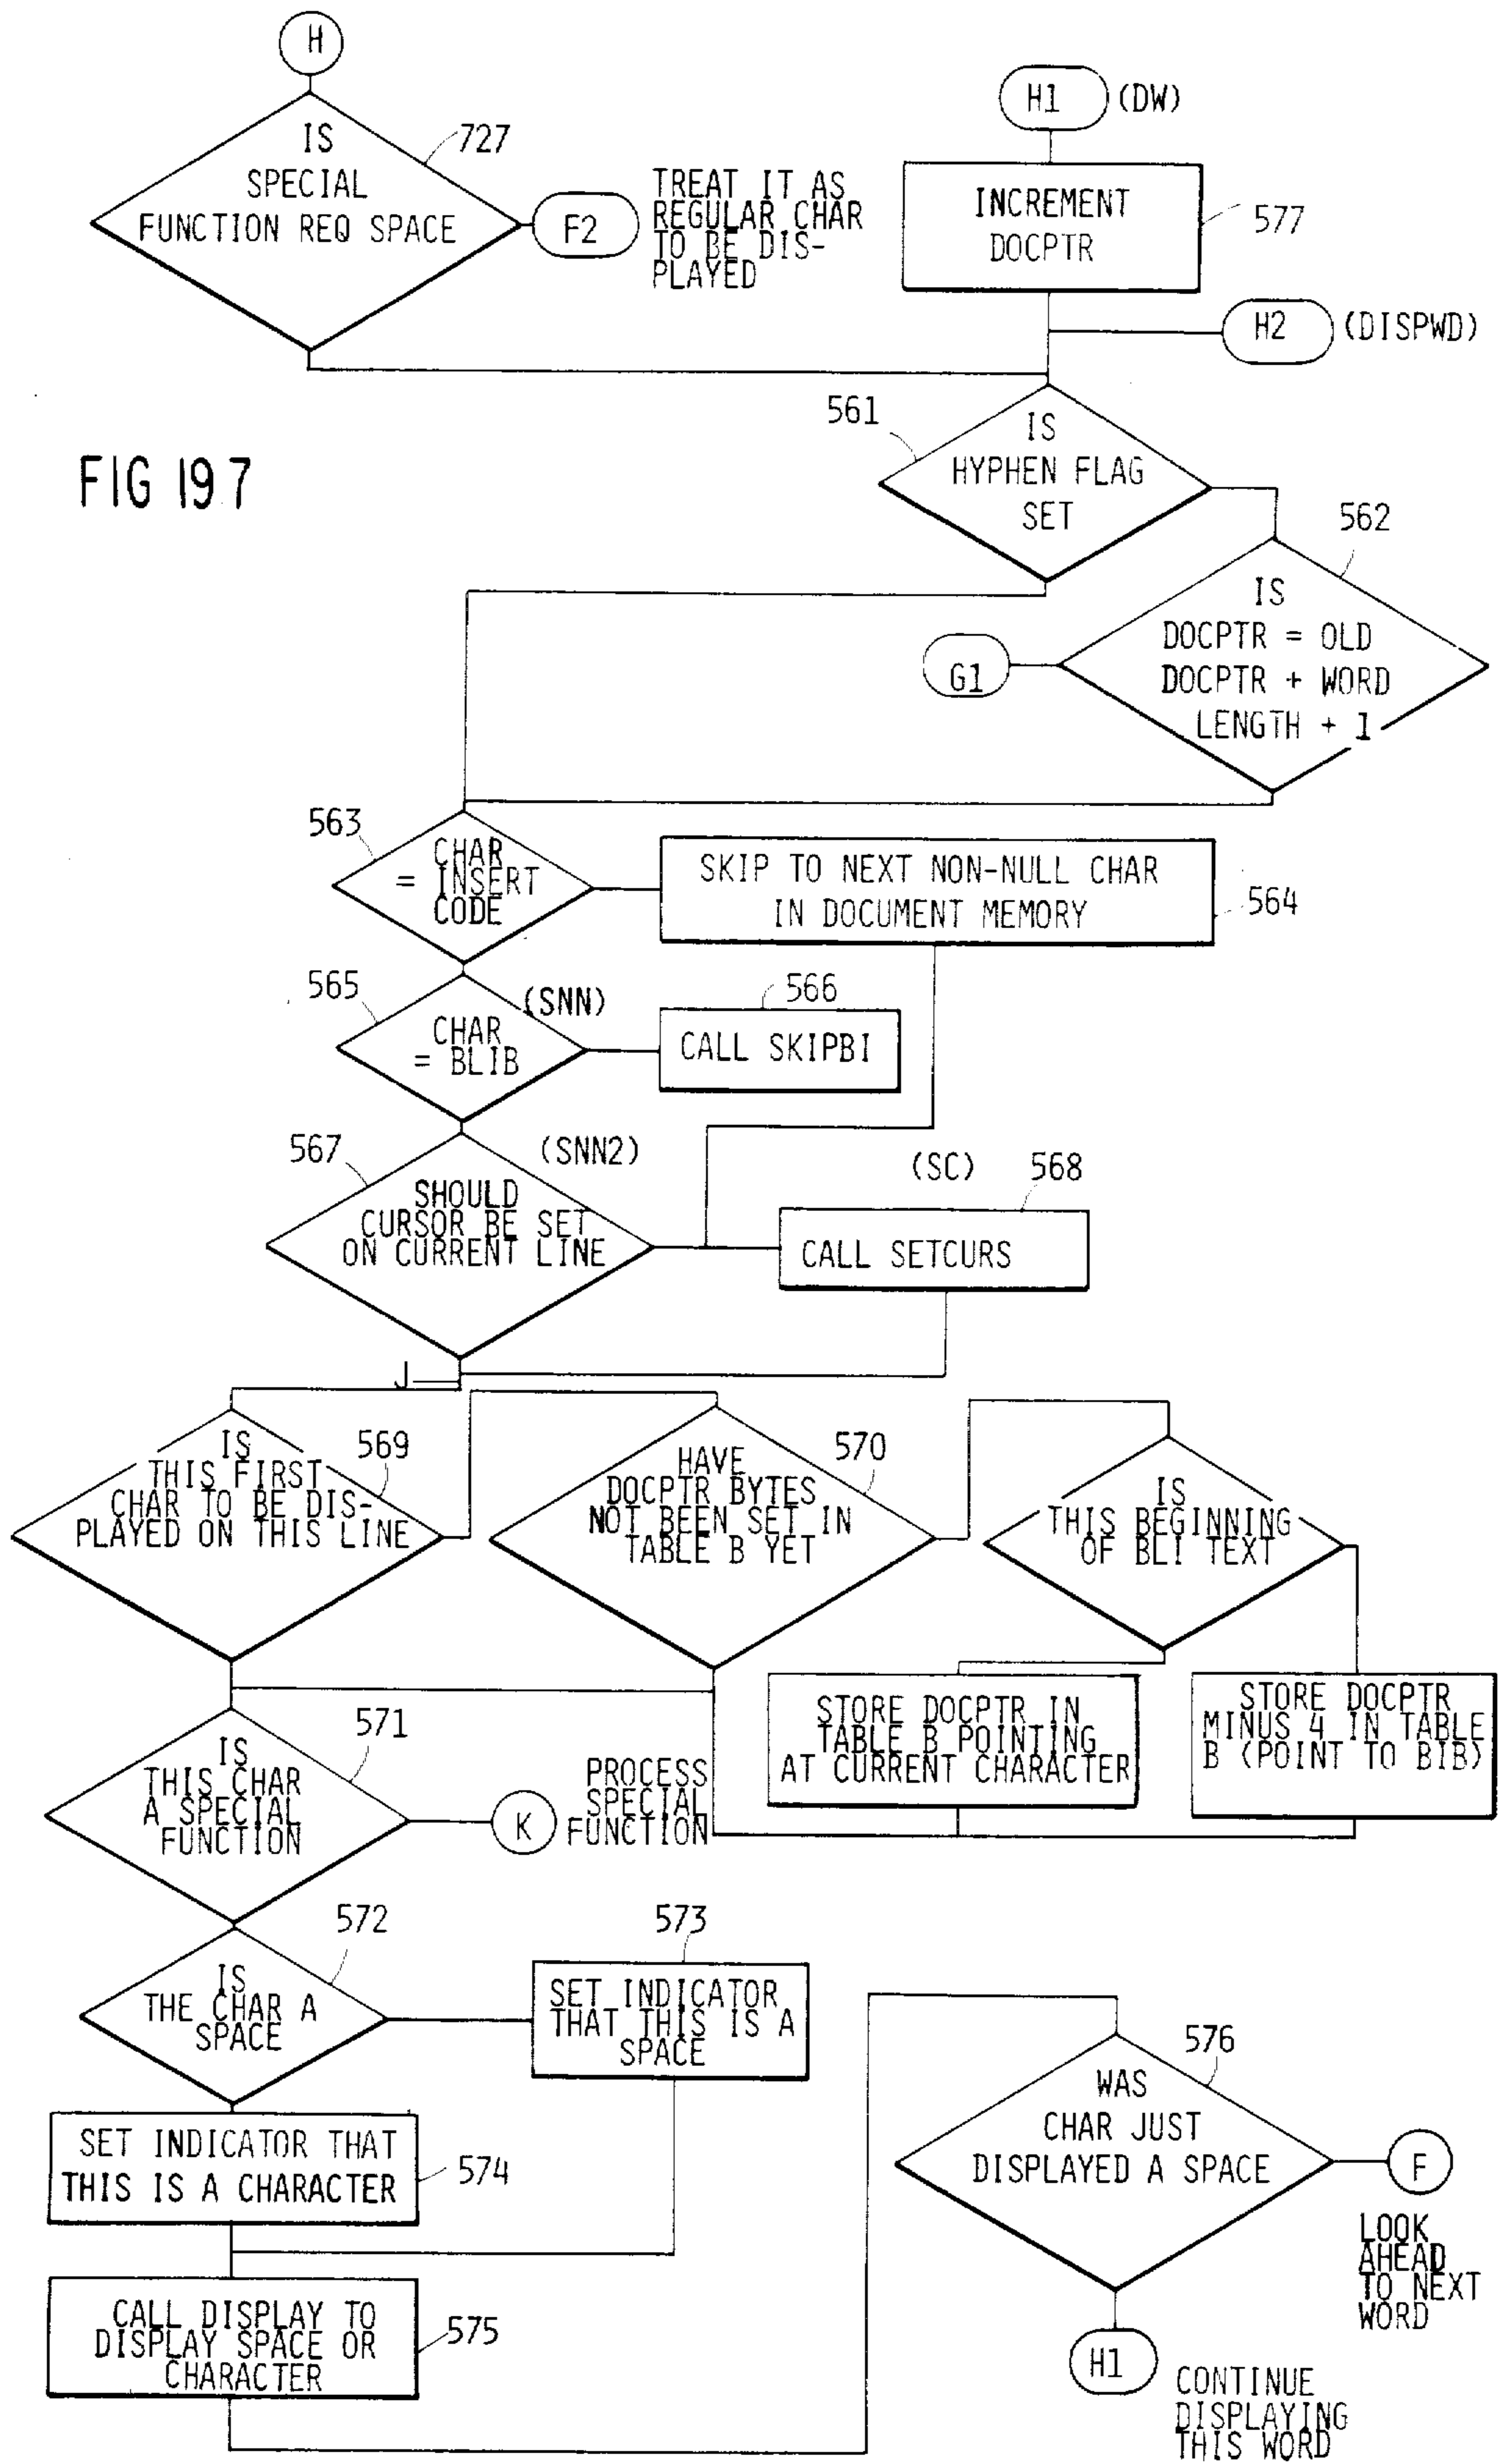 H
IS
SPECIAL
FUNCTION REQ SPACE
727
F2
TREAT IT AS
REGULAR CHAR
TO BE DIS-
PLAYED
H1 (DW)
INCREMENT
DOCPTR
577
H2 (DISPWD)
FIG 19 7
561
IS
HYPHEN FLAG
SET
562
IS
DOCPTR = OLD
DOCPTR + WORD
LENGTH + 1
G1
563
CHAR
= INSERT
CODE
SKIP TO NEXT NON-NULL CHAR
IN DOCUMENT MEMORY
564
565
(SNN)
CHAR
= BLIB
566
CALL SKIPBI
567
(SNN2)
SHOULD
CURSOR BE SET
ON CURRENT LINE
(SC)
568
CALL SETCURS
J
IS
THIS FIRST
CHAR TO BE DIS-
PLAYED ON THIS LINE
569
HAVE
DOCPTR BYTES
NOT BEEN SET IN
TABLE B YET
570
IS
THIS BEGINNING
OF BLI TEXT
STORE DOCPTR IN
TABLE B POINTING
AT CURRENT CHARACTER
STORE DOCPTR
MINUS 4 IN TABLE
B (POINT TO BIB)
571
IS
THIS CHAR
A SPECIAL
FUNCTION
K
PROCESS
SPECIAL
FUNCTION
572
IS
THE CHAR A
SPACE
573
SET INDICATOR
THAT THIS IS A
SPACE
SET INDICATOR THAT
THIS IS A CHARACTER
574
CALL DISPLAY TO
DISPLAY SPACE OR
CHARACTER
575
576
WAS
CHAR JUST
DISPLAYED A SPACE
F
LOOK
AHEAD
TO NEXT
WORD
H1
CONTINUE
DISPLAYING
THIS WORD